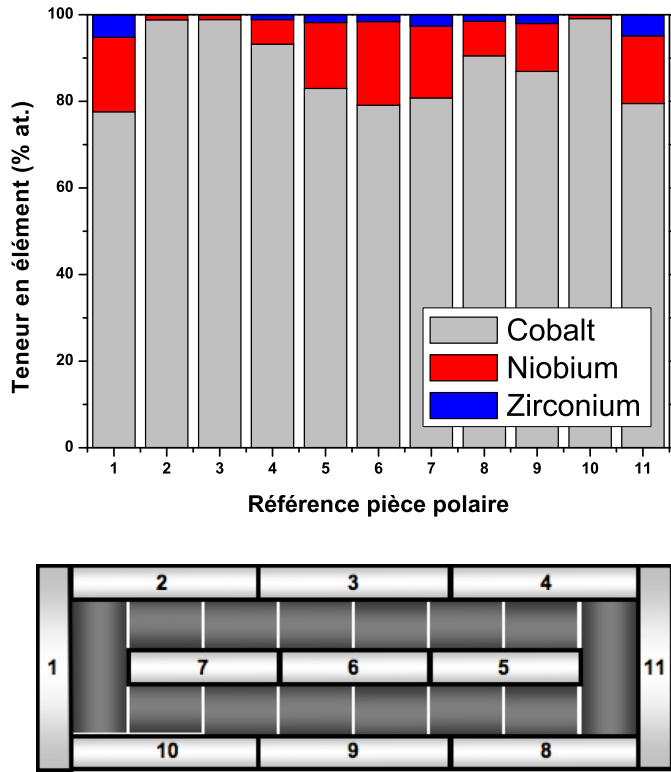 Teneur en élément (% at.)
100
80
60
40
20
0
Cobalt
Niobium
Zirconium
1 2 3 4 5 6 7 8 9 10 11
Référence pièce polaire
2 3 4
1 7 6 5 11
10 9 8